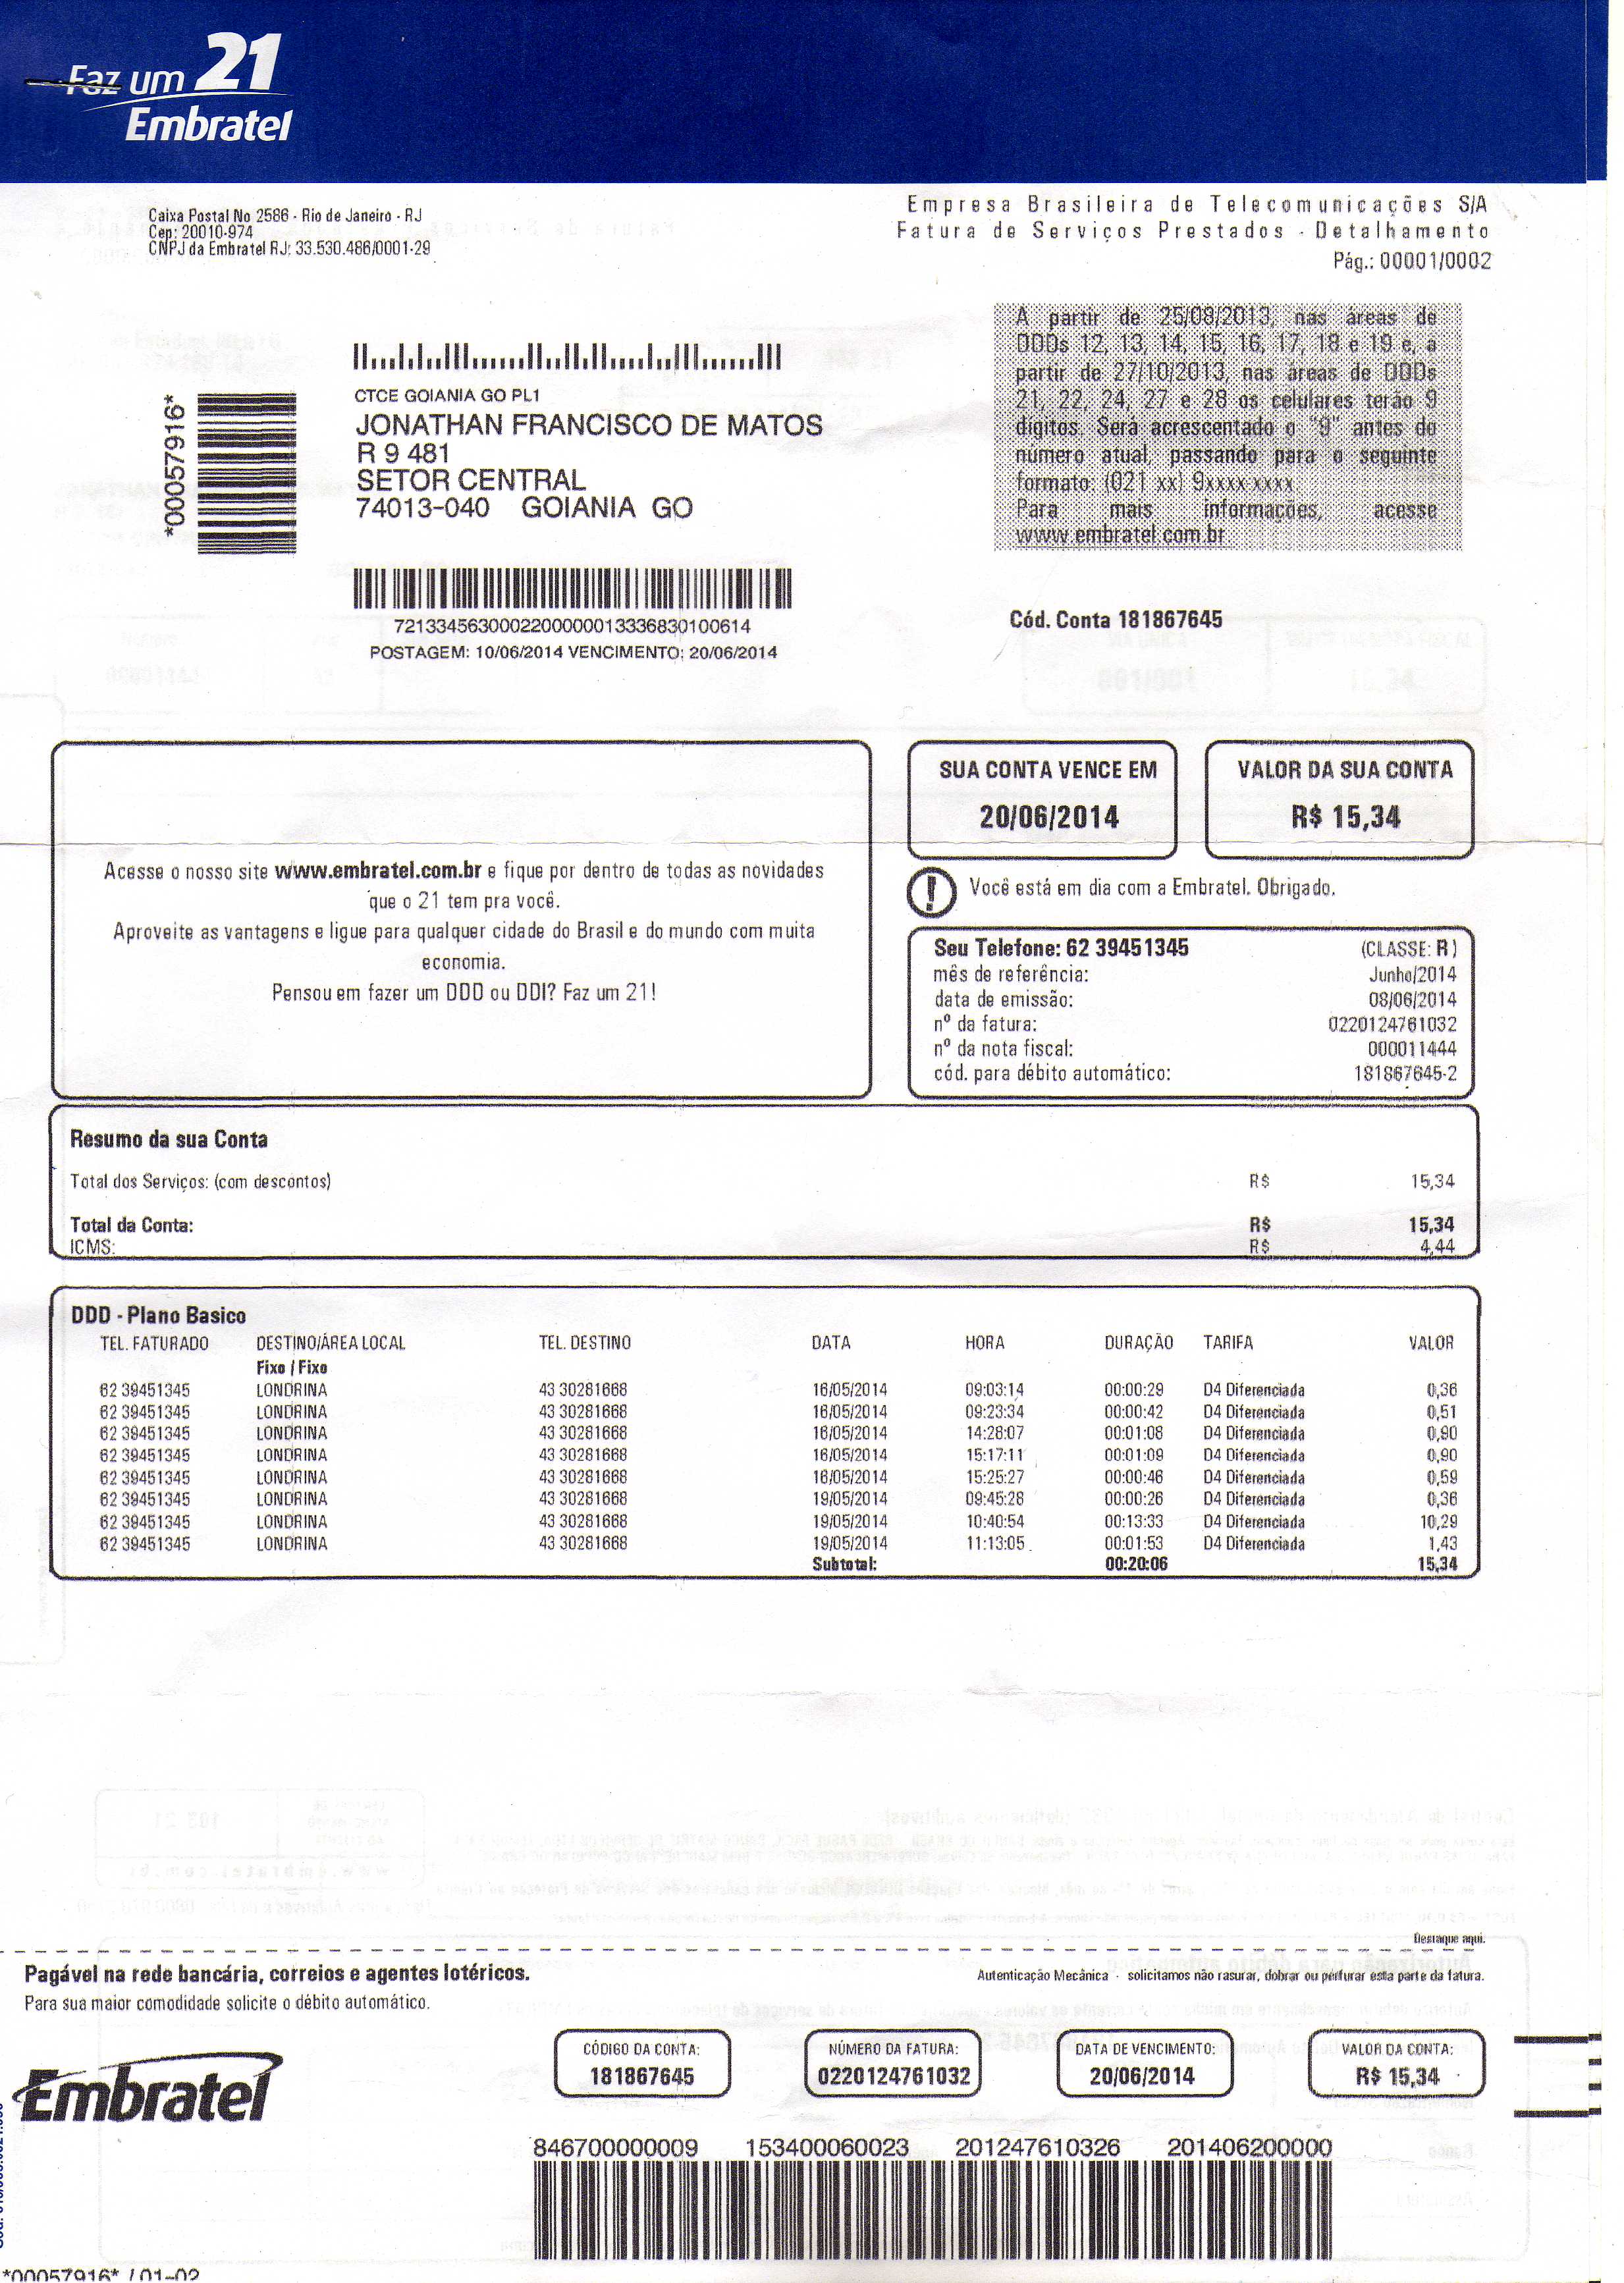 Faz um 21
Embratel
Caixa Postal No 2586 - Rio de Janeiro - RJ
Cep: 20010-974
CNPJ da Embratel RJ: 33.530.486/0001-29
Empresa Brasileira de Telecomunicações S/A
Fatura de Serviços Prestados - Detalhamento
Pág.: 00001/0002
A partir de 25/08/2013, nas áreas de
DDDs 12, 13, 14, 15, 16, 17, 18 e 19 e, a
partir de 27/10/2013, nas áreas de DDDs
21, 22, 24, 27 e 28 os celulares terão 9
dígitos. Será acrescentado o "9" antes do
número atual, passando para o seguinte
formato: (021 xx) 9xxxx-xxxx.
Para mais informações, acesse
www.embratel.com.br
*00057916*
CTCE GOIANIA GO PL1
JONATHAN FRANCISCO DE MATOS
R 9 481
SETOR CENTRAL
74013-040 GOIANIA GO
7213345630002200000013336830100614
POSTAGEM: 10/06/2014 VENCIMENTO: 20/06/2014
Cód. Conta 181867645
SUA CONTA VENCE EM
20/06/2014
VALOR DA SUA CONTA
R$ 15,34
Acesse o nosso site www.embratel.com.br e fique por dentro de todas as novidades
que o 21 tem pra você.
Aproveite as vantagens e ligue para qualquer cidade do Brasil e do mundo com muita
economia.
Pensou em fazer um DDD ou DDI? Faz um 21!
Você está em dia com a Embratel. Obrigado.
Seu Telefone: 62 39451345 (CLASSE: R)
mês de referência: Junho/2014
data de emissão: 08/06/2014
nº da fatura: 0220124761032
nº da nota fiscal: 000011444
cód. para débito automático: 181867645-2
Resumo da sua Conta
Total dos Serviços: (com descontos) R$ 15,34
Total da Conta: R$ 15,34
ICMS: R$ 4,44
DDD - Plano Basico
TEL. FATURADO DESTINO/ÁREA LOCAL TEL. DESTINO DATA HORA DURAÇÃO TARIFA VALOR
Fixo / Fixo
62 39451345 LONDRINA 43 30281668 16/05/2014 09:03:14 00:00:29 D4 Diferenciada 0,36
62 39451345 LONDRINA 43 30281668 16/05/2014 09:23:34 00:00:42 D4 Diferenciada 0,51
62 39451345 LONDRINA 43 30281668 16/05/2014 14:28:07 00:01:08 D4 Diferenciada 0,90
62 39451345 LONDRINA 43 30281668 16/05/2014 15:17:11 00:01:09 D4 Diferenciada 0,90
62 39451345 LONDRINA 43 30281668 16/05/2014 15:25:27 00:00:46 D4 Diferenciada 0,59
62 39451345 LONDRINA 43 30281668 19/05/2014 09:45:28 00:00:26 D4 Diferenciada 0,36
62 39451345 LONDRINA 43 30281668 19/05/2014 10:40:54 00:13:33 D4 Diferenciada 10,29
62 39451345 LONDRINA 43 30281668 19/05/2014 11:13:05 00:01:53 D4 Diferenciada 1,43
Subtotal: 00:20:06 15,34
Destaque aqui.
Pagável na rede bancária, correios e agentes lotéricos.
Para sua maior comodidade solicite o débito automático.
Autenticação Mecânica - solicitamos não rasurar, dobrar ou perfurar esta parte da fatura.
Embratel
CÓDIGO DA CONTA:
181867645
NÚMERO DA FATURA:
0220124761032
DATA DE VENCIMENTO:
20/06/2014
VALOR DA CONTA:
R$ 15,34
846700000009 153400060023 201247610326 201406200000
*00057916* / 01-02